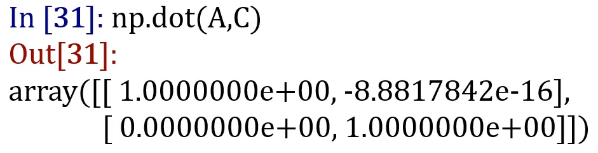 In [31]: np.dot(A,C)
Out[31]:
array([[ 1.0000000e+00, -8.8817842e-16],
[ 0.0000000e+00, 1.0000000e+00]])